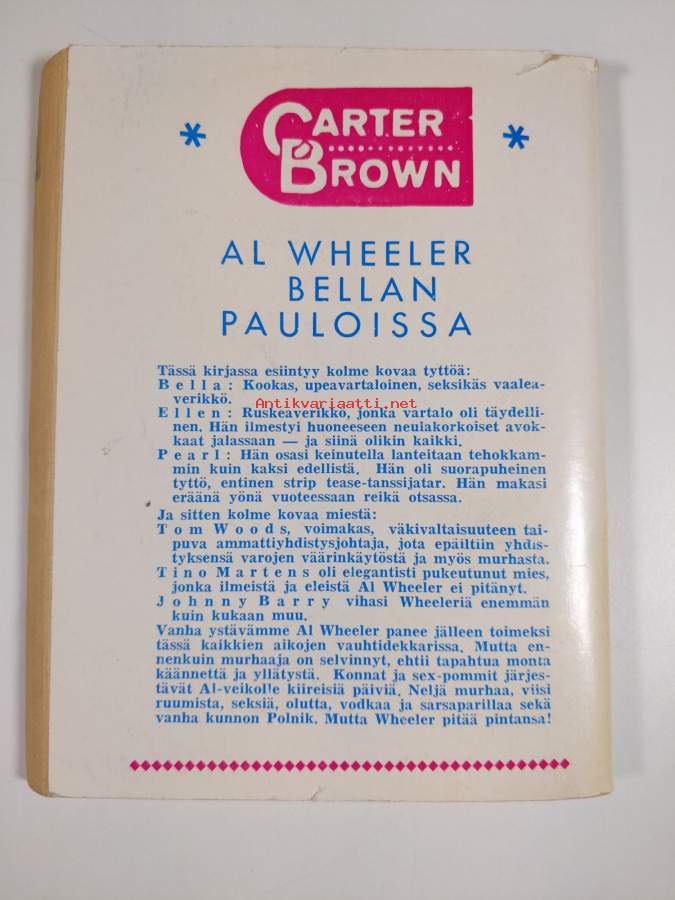 CARTER
BROWN
* *
AL WHEELER
BELLAN
PAULOISSA
Tässä kirjassa esiintyy kolme kovaa tyttöä:
Bella: Kookas, upeavartaloinen, seksikäs vaalea-
verikkö.
Antikvariaatti.net
Ellen: Ruskeaverikkö, jonka vartalo oli täydelli-
nen. Hän ilmestyi huoneeseen neulakorkoiset avok-
kaat jalassaan — ja siinä olikin kaikki.
Pearl: Hän osasi keinutella lanteitaan tehokkam-
min kuin kaksi edellistä. Hän oli suorapuheinen
tyttö, entinen strip tease-tanssijatar. Hän makasi
eräänä yönä vuoteessaan reikä otsassa.
Ja sitten kolme kovaa miestä:
Tom Woods, voimakas, väkivaltaisuuteen tai-
puva ammattiyhdistysjohtaja, jota epäiltiin yhdis-
tyksensä varojen väärinkäytöstä ja myös murhasta.
Tino Martens oli elegantisti pukeutunut mies,
jonka ilmeistä ja eleistä Al Wheeler ei pitänyt.
Johnny Barry vihasi Wheeleriä enemmän
kuin kukaan muu.
Vanha ystävämme Al Wheeler panee jälleen toimeksi
tässä kaikkien aikojen vauhtidekkarissa. Mutta en-
nenkuin murhaaja on selvinnyt, ehtii tapahtua monta
käännettä ja yllätystä. Konnat ja sex-pommit järjes-
tävät Al-veikolle kiireisiä päiviä. Neljä murhaa, viisi
ruumista, seksiä, olutta, vodkaa ja sarsaparillaa sekä
vanha kunnon Polnik. Mutta Wheeler pitää pintansa!